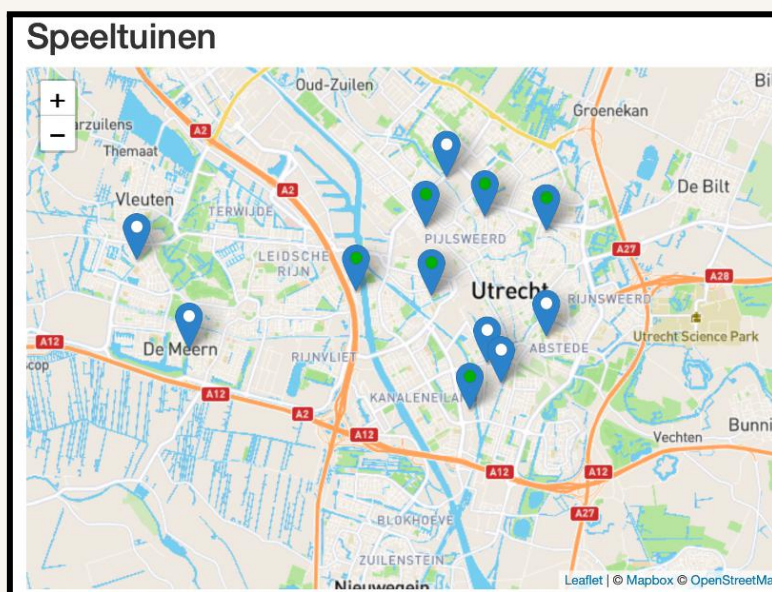 Speeltuinen
+
−
Oud-Zuilen
Groenekan
Themaat
A2
Vleuten
TERWIJDE
A2
De Bilt
PIJLSWEERD
LEIDSCHE
RIJN
A27
A28
Utrecht
RIJNSWEERD
Utrecht Science Park
A12
De Meern
RIJNVLIET
ABSTEDE
A12
KANALENEILAN
A2
A12
Vechten
Bunni
A12
A12
A27
BLOKHOEVE
ZUILENSTEIN
Nieuwegein
Leaflet | © Mapbox © OpenStreetMa